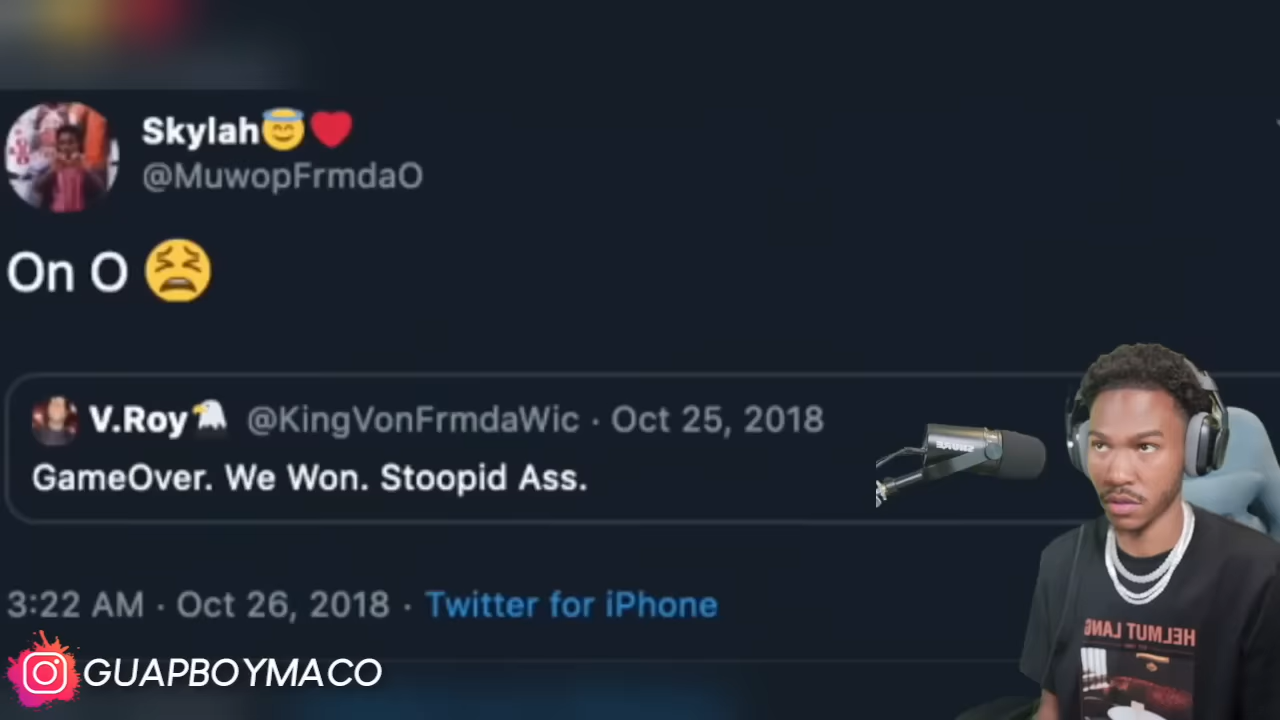 Skylah😇❤️
@MuwopFrmdaO
On O 😫
V.Roy🦅 @KingVonFrmdaWic · Oct 25, 2018
GameOver. We Won. Stoopid Ass.
3:22 AM · Oct 26, 2018 · Twitter for iPhone
GUAPBOYMACO
SHURE
HELMUT LANG